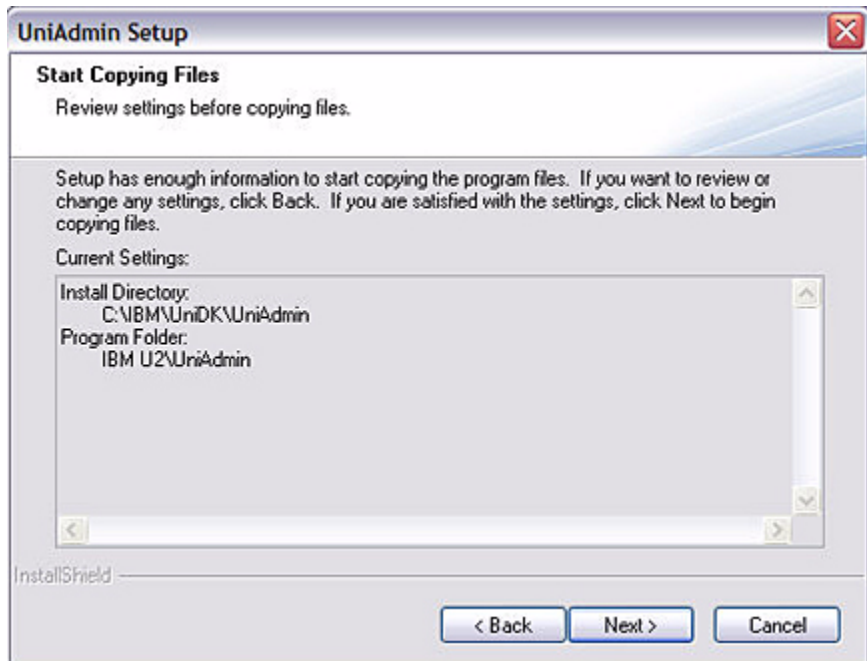 UniAdmin Setup
Start Copying Files
Review settings before copying files.
Setup has enough information to start copying the program files. If you want to review or
change any settings, click Back. If you are satisfied with the settings, click Next to begin
copying files.
Current Settings:
Install Directory:
C:\IBM\UniDK\UniAdmin
Program Folder:
IBM U2\UniAdmin
InstallShield
< Back
Next >
Cancel